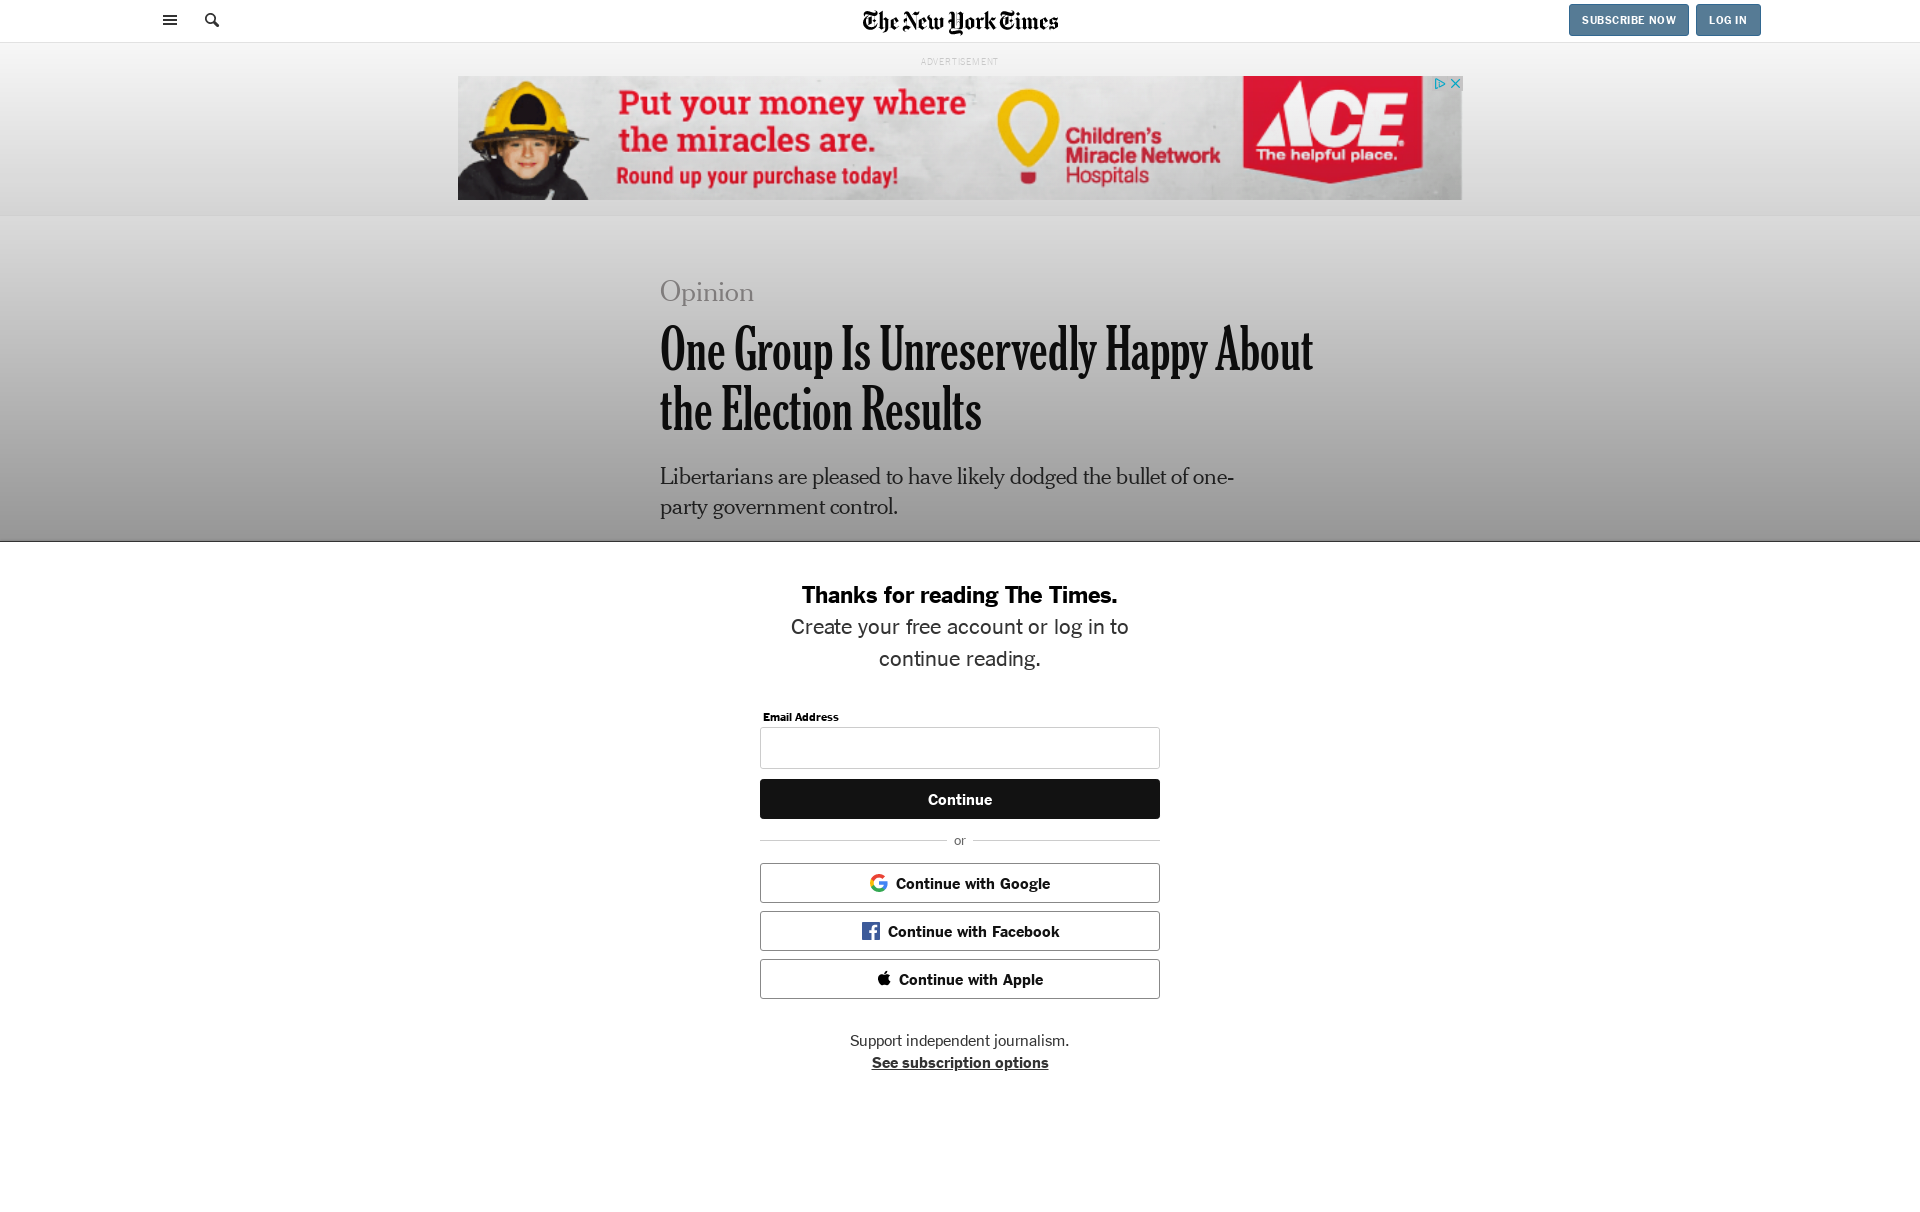 The New York Times
SUBSCRIBE NOW
LOG IN
ADVERTISEMENT
Put your money where
the miracles are.
Round up your purchase today!
Children's
Miracle Network
Hospitals
ACE
The helpful place.
Opinion
One Group Is Unreservedly Happy About
the Election Results
Libertarians are pleased to have likely dodged the bullet of one-
party government control.
Thanks for reading The Times.
Create your free account or log in to
continue reading.
Email Address
Continue
or
Continue with Google
Continue with Facebook
Continue with Apple
Support independent journalism.
See subscription options